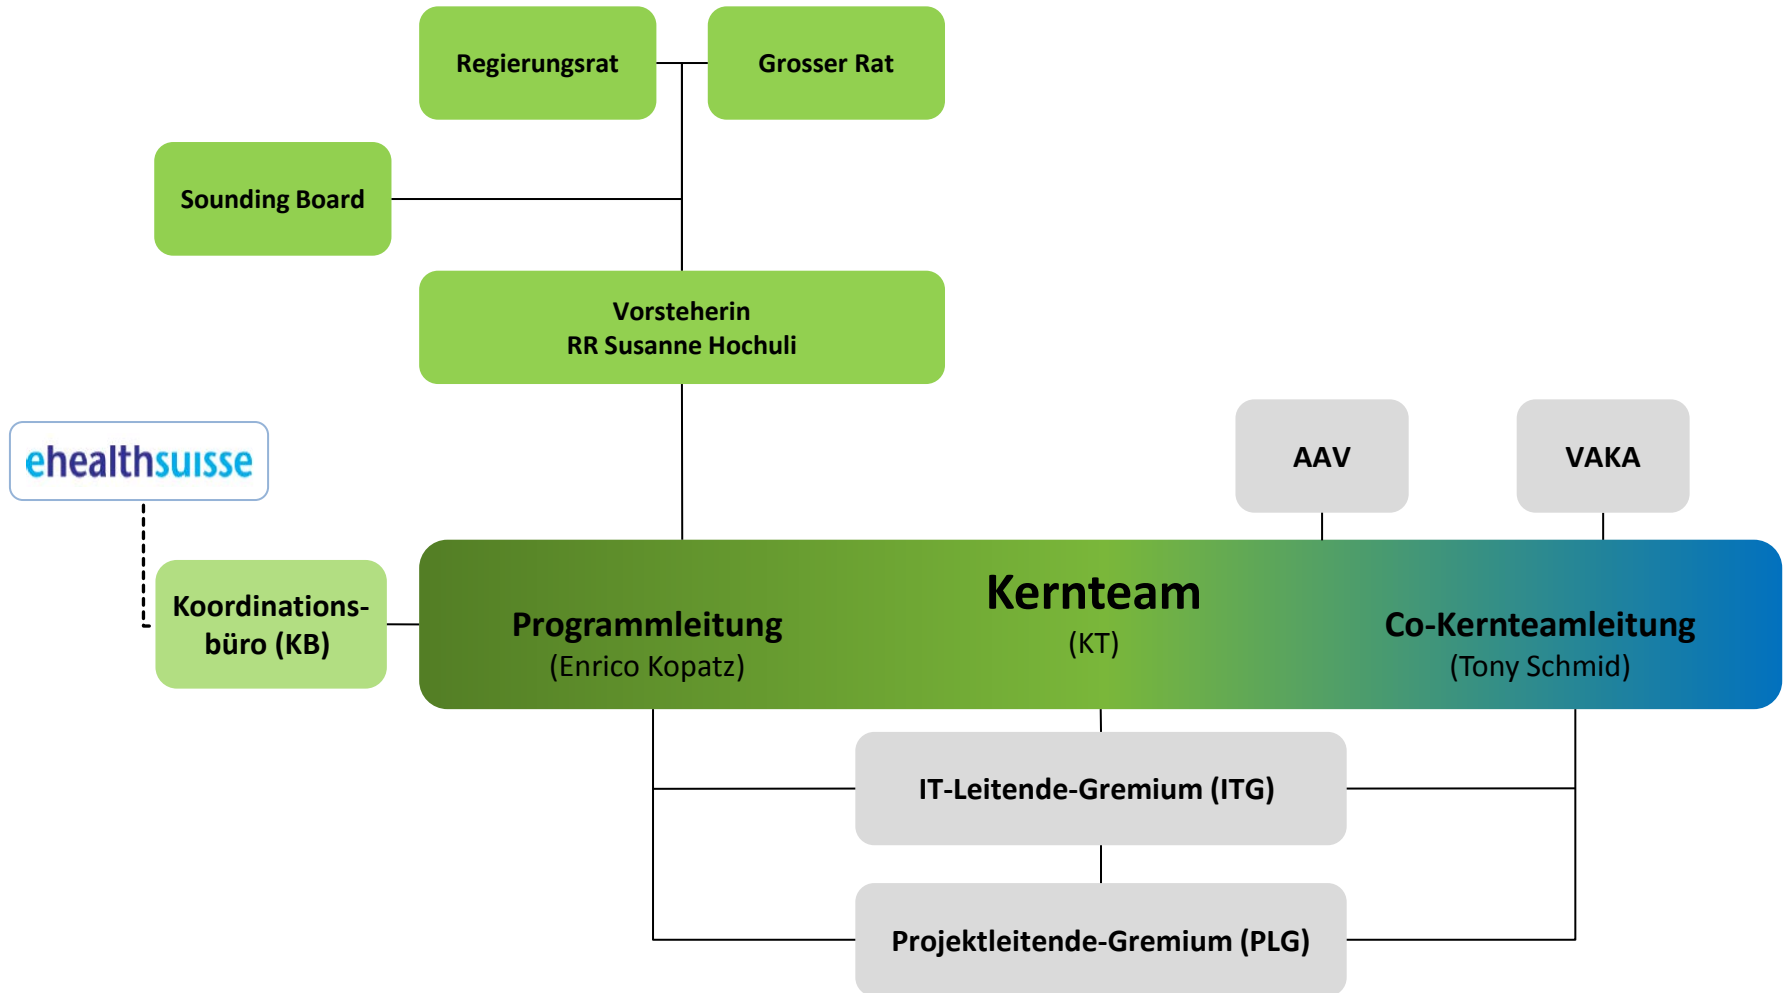 Regierungsrat
Grosser Rat
Sounding Board
Vorsteherin
RR Susanne Hochuli
ehealthsuisse
AAV
VAKA
Koordinations-
büro (KB)
Programmleitung
(Enrico Kopatz)
Kernteam
(KT)
Co-Kernteamleitung
(Tony Schmid)
IT-Leitende-Gremium (ITG)
Projektleitende-Gremium (PLG)